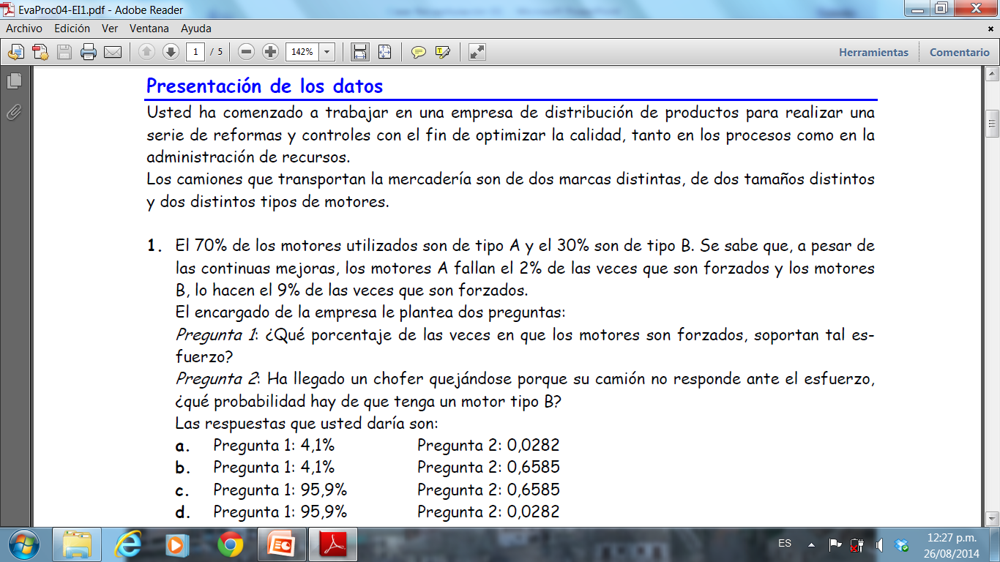 EvaProc04-EI1.pdf - Adobe Reader
Archivo Edición Ver Ventana Ayuda
1 / 5 142% Herramientas Comentario
Presentación de los datos
Usted ha comenzado a trabajar en una empresa de distribución de productos para realizar una
serie de reformas y controles con el fin de optimizar la calidad, tanto en los procesos como en la
administración de recursos.
Los camiones que transportan la mercadería son de dos marcas distintas, de dos tamaños distintos
y dos distintos tipos de motores.
1. El 70% de los motores utilizados son de tipo A y el 30% son de tipo B. Se sabe que, a pesar de
las continuas mejoras, los motores A fallan el 2% de las veces que son forzados y los motores
B, lo hacen el 9% de las veces que son forzados.
El encargado de la empresa le plantea dos preguntas:
Pregunta 1: ¿Qué porcentaje de las veces en que los motores son forzados, soportan tal es-
fuerzo?
Pregunta 2: Ha llegado un chofer quejándose porque su camión no responde ante el esfuerzo,
¿qué probabilidad hay de que tenga un motor tipo B?
Las respuestas que usted daría son:
a. Pregunta 1: 4,1% Pregunta 2: 0,0282
b. Pregunta 1: 4,1% Pregunta 2: 0,6585
c. Pregunta 1: 95,9% Pregunta 2: 0,6585
d. Pregunta 1: 95,9% Pregunta 2: 0,0282
ES 12:27 p.m.
26/08/2014